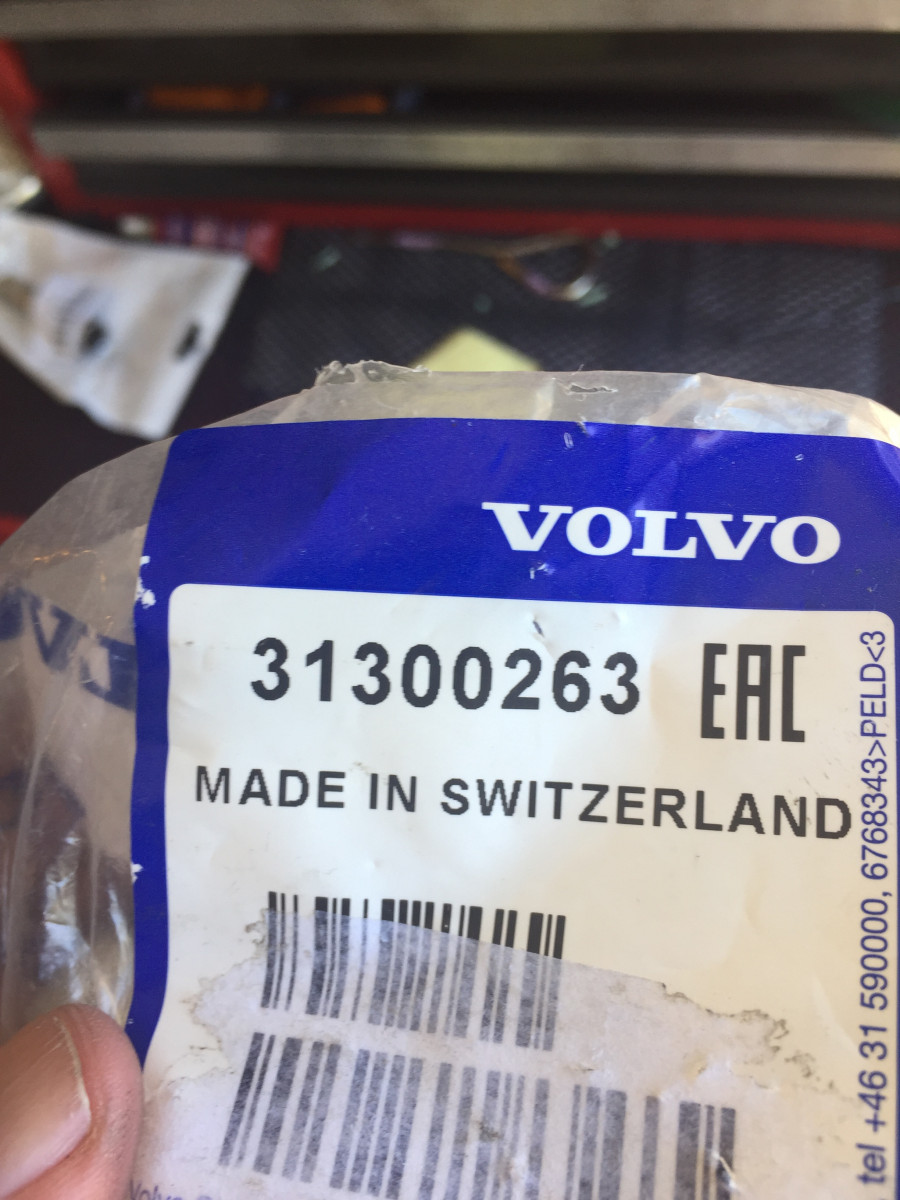 VOLVO
31300263 EAC
MADE IN SWITZERLAND
tel +46 31 590000, 6768343>PELD<3